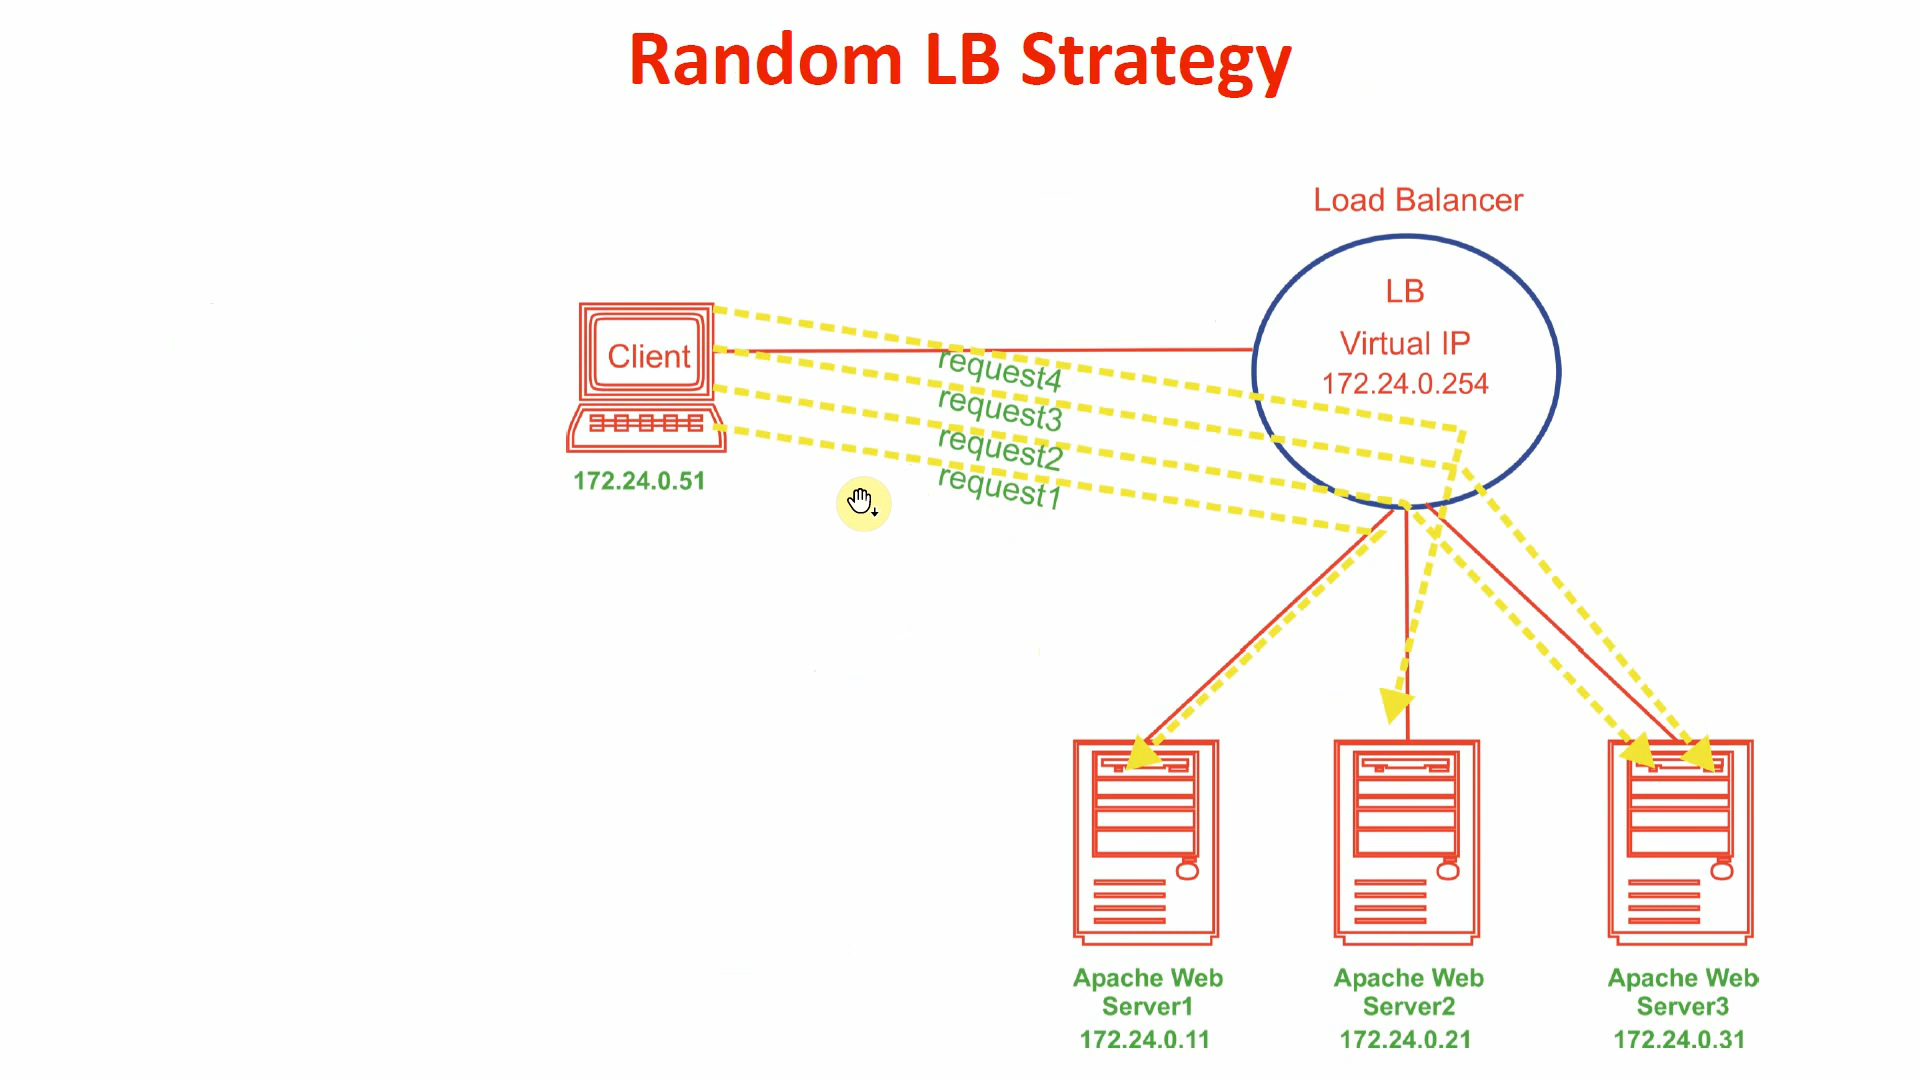 Random LB Strategy
Load Balancer
LB
Virtual IP
172.24.0.254
Client
172.24.0.51
request4
request3
request2
request1
Apache Web
Server1
172.24.0.11
Apache Web
Server2
172.24.0.21
Apache Web
Server3
172.24.0.31